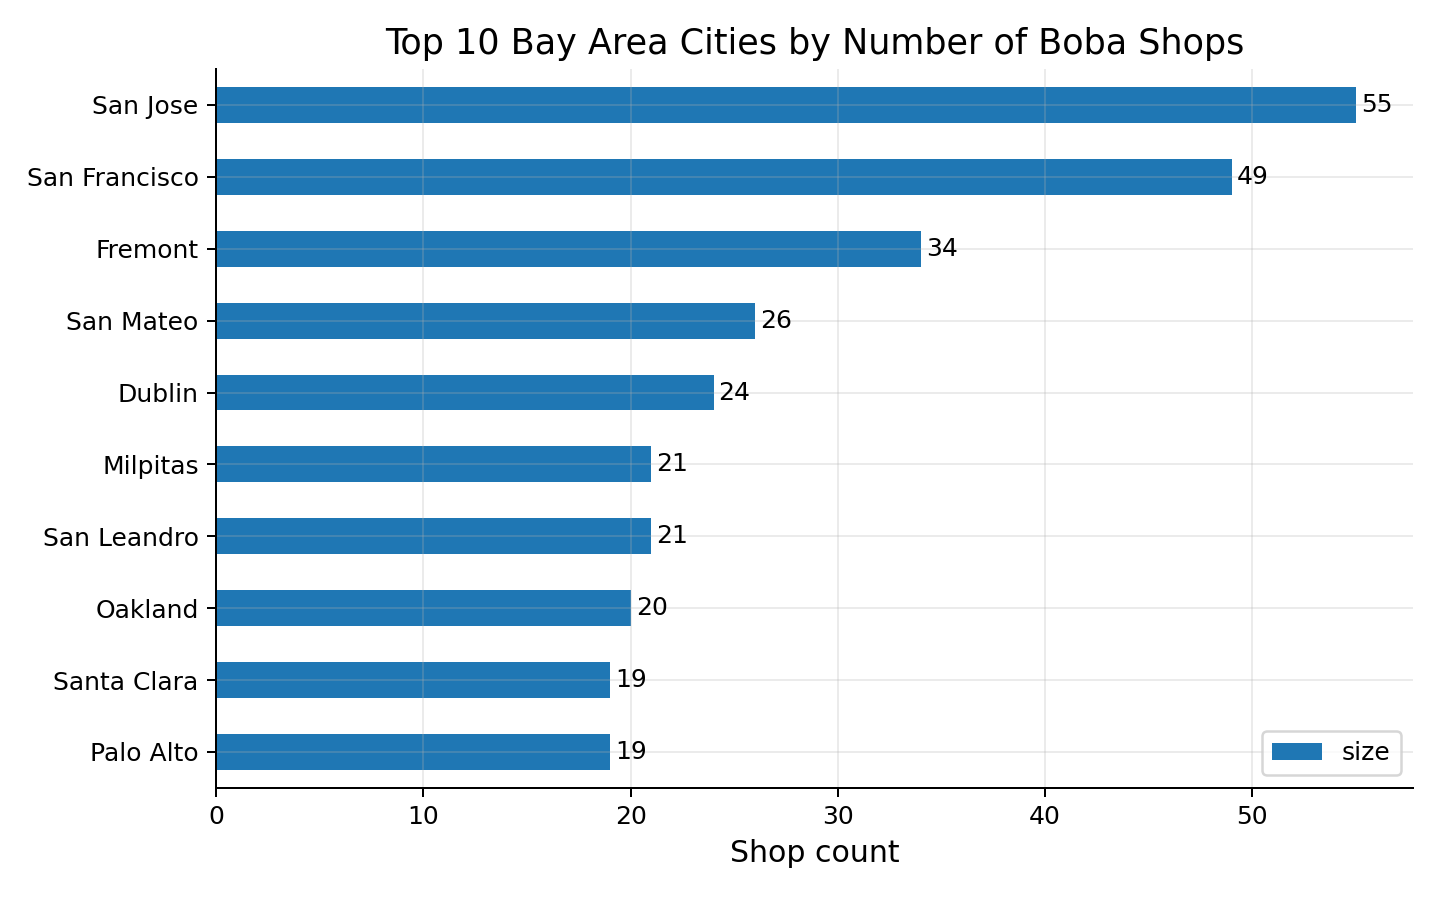 Top 10 Bay Area Cities by Number of Boba Shops
San Jose 55
San Francisco 49
Fremont 34
San Mateo 26
Dublin 24
Milpitas 21
San Leandro 21
Oakland 20
Santa Clara 19
Palo Alto 19
size
0 10 20 30 40 50
Shop count